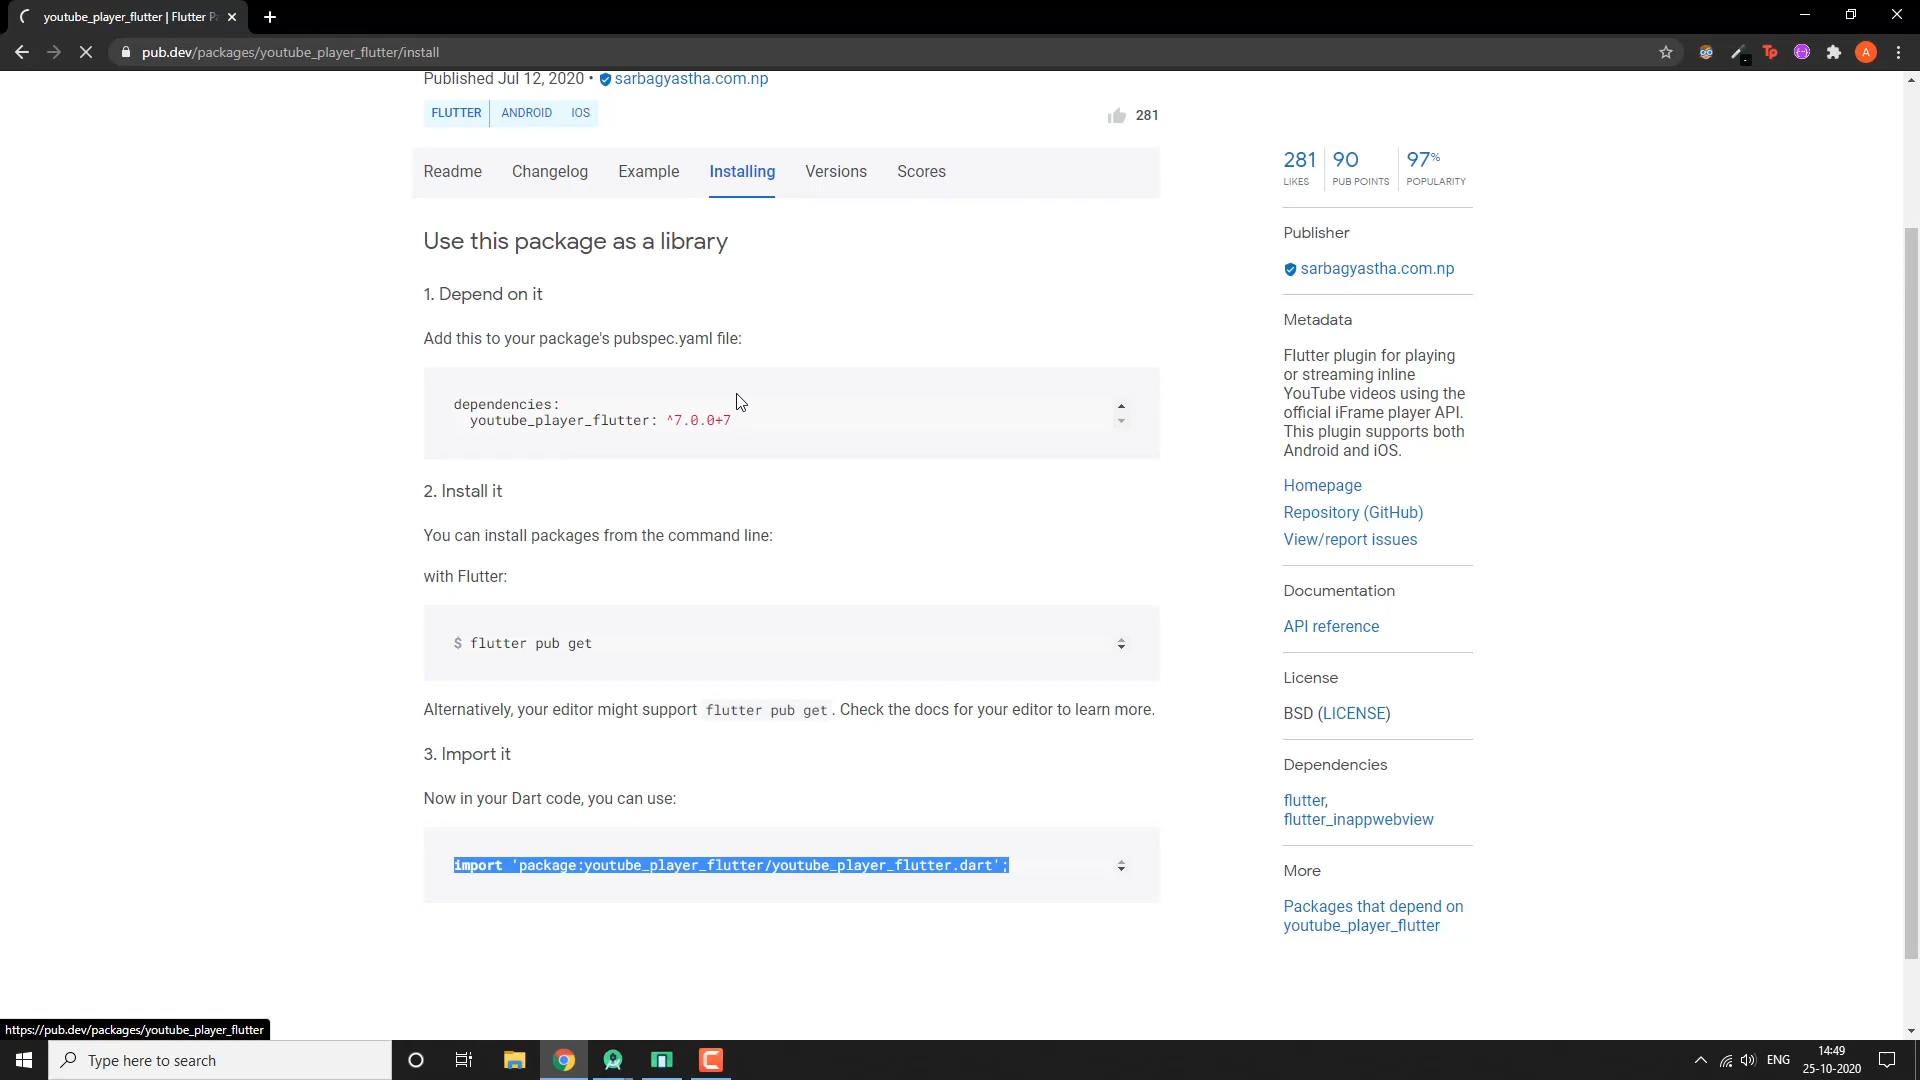 youtube_player_flutter | Flutter P
pub.dev/packages/youtube_player_flutter/install
Tp
A
Published Jul 12, 2020 • sarbagyastha.com.np
FLUTTER ANDROID IOS
281
Readme Changelog Example Installing Versions Scores
Use this package as a library
1. Depend on it
Add this to your package's pubspec.yaml file:
dependencies:
youtube_player_flutter: ^7.0.0+7
2. Install it
You can install packages from the command line:
with Flutter:
$ flutter pub get
Alternatively, your editor might support flutter pub get. Check the docs for your editor to learn more.
3. Import it
Now in your Dart code, you can use:
import 'package:youtube_player_flutter/youtube_player_flutter.dart';
281 90 97%
LIKES PUB POINTS POPULARITY
Publisher
sarbagyastha.com.np
Metadata
Flutter plugin for playing
or streaming inline
YouTube videos using the
official iFrame player API.
This plugin supports both
Android and iOS.
Homepage
Repository (GitHub)
View/report issues
Documentation
API reference
License
BSD (LICENSE)
Dependencies
flutter,
flutter_inappwebview
More
Packages that depend on
youtube_player_flutter
https://pub.dev/packages/youtube_player_flutter
Type here to search
ENG
14:49
25-10-2020